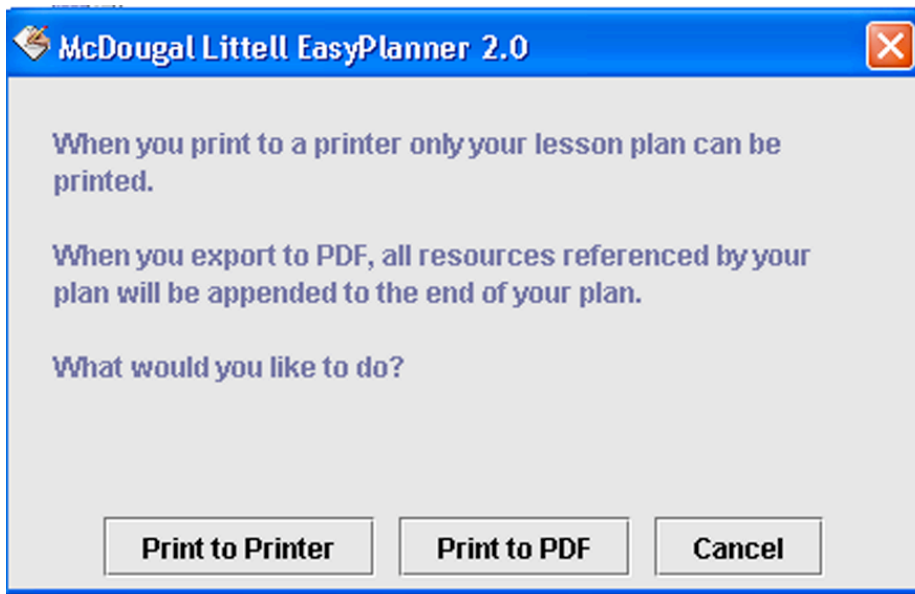 McDougal Littell EasyPlanner 2.0
When you print to a printer only your lesson plan can be
printed.
When you export to PDF, all resources referenced by your
plan will be appended to the end of your plan.
What would you like to do?
Print to Printer
Print to PDF
Cancel